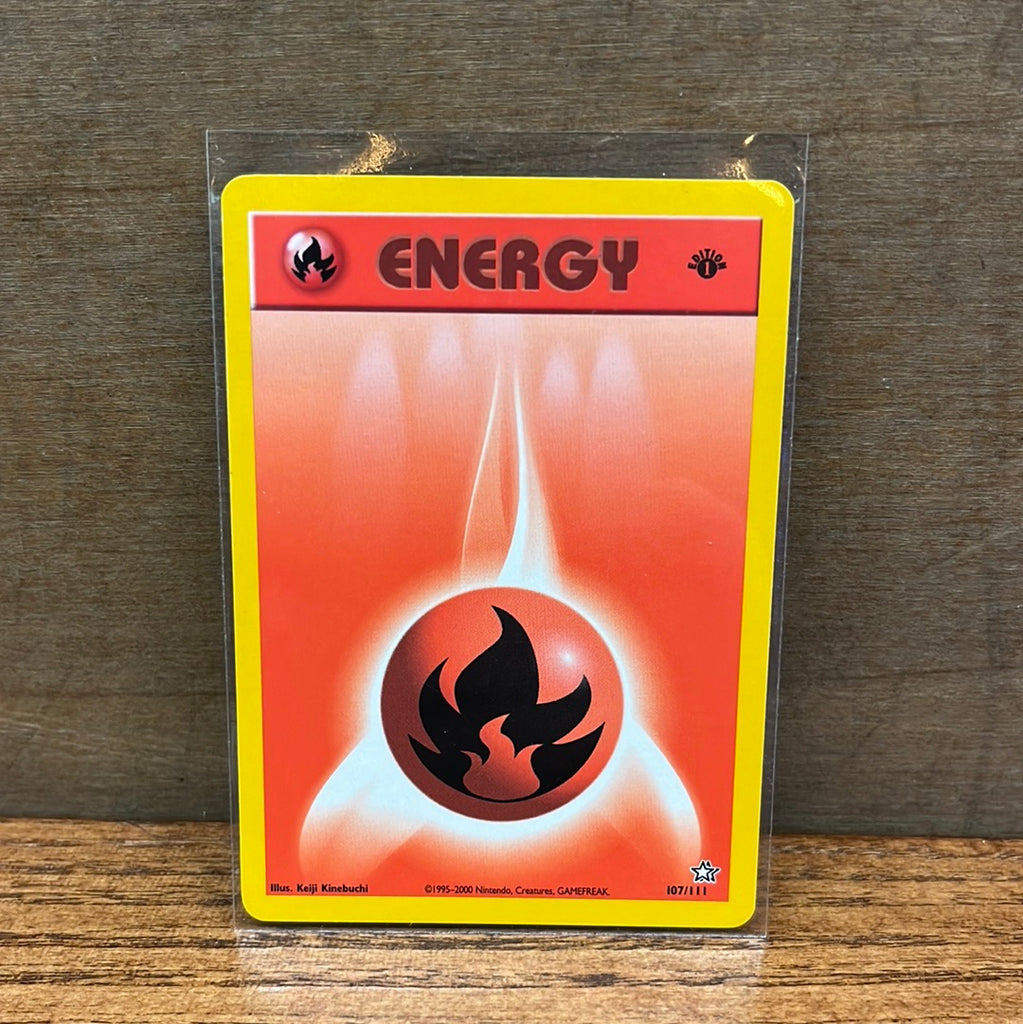 ENERGY
EDITION
1
Illus. Keiji Kinebuchi
©1995–2000 Nintendo, Creatures, GAMEFREAK.
107/111